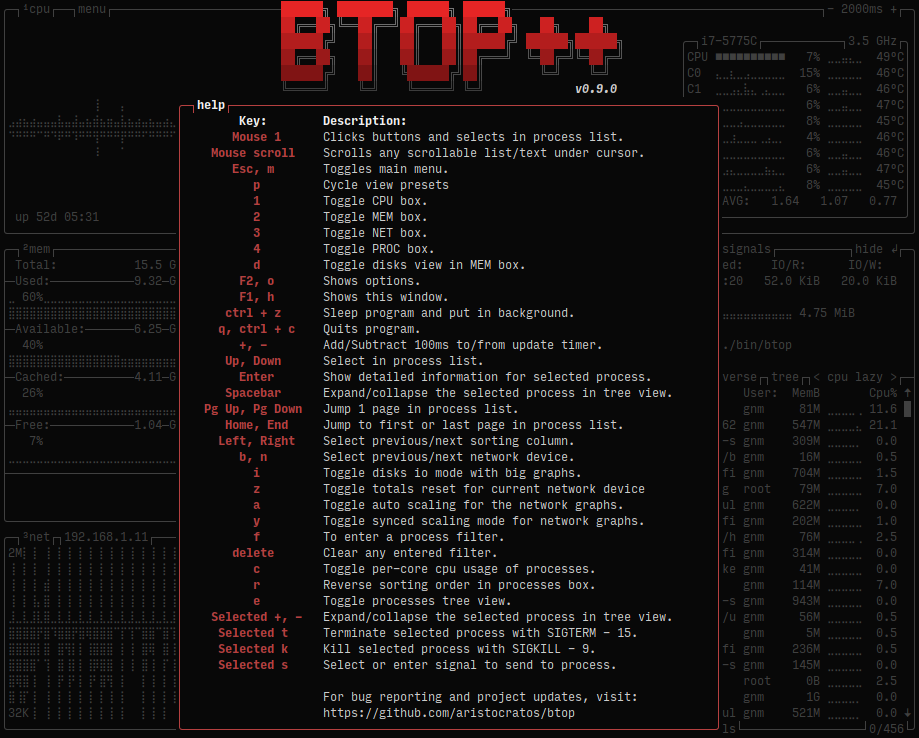 ¹cpu menu - 2000ms +
BTOP++
i7-5775C 3.5 GHz
CPU 7% 49°C
C0 15% 46°C
v0.9.0
C1 6% 46°C
help
6% 47°C
Key: Description:
8% 45°C
Mouse 1 Clicks buttons and selects in process list.
4% 46°C
Mouse scroll Scrolls any scrollable list/text under cursor.
6% 46°C
Esc, m Toggles main menu.
6% 47°C
p Cycle view presets
8% 45°C
1 Toggle CPU box.
AVG: 1.64 1.07 0.77
up 52d 05:31
2 Toggle MEM box.
3 Toggle NET box.
²mem
4 Toggle PROC box.
signals hide ↲
Total: 15.5 G
d Toggle disks view in MEM box.
ed: IO/R: IO/W:
Used: 9.32-G
F2, o Shows options.
:20 52.0 KiB 20.0 KiB
60%
F1, h Shows this window.
ctrl + z Sleep program and put in background.
4.75 MiB
Available: 6.25-G
q, ctrl + c Quits program.
40%
+, - Add/Subtract 100ms to/from update timer.
./bin/btop
Up, Down Select in process list.
Cached: 4.11-G
Enter Show detailed information for selected process.
verse tree < cpu lazy >
26%
Spacebar Expand/collapse the selected process in tree view.
User: MemB Cpu% ↑
Pg Up, Pg Down Jump 1 page in process list.
gnm 81M 11.6
Free: 1.04-G
Home, End Jump to first or last page in process list.
62 gnm 547M 21.1
7%
Left, Right Select previous/next sorting column.
-s gnm 309M 0.0
b, n Select previous/next network device.
/b gnm 16M 0.5
i Toggle disks io mode with big graphs.
fi gnm 704M 1.5
z Toggle totals reset for current network device
g root 79M 7.0
a Toggle auto scaling for the network graphs.
ul gnm 622M 0.0
y Toggle synced scaling mode for network graphs.
fi gnm 202M 1.0
³net 192.168.1.11
f To enter a process filter.
/h gnm 76M 2.5
2M
delete Clear any entered filter.
fi gnm 314M 0.0
c Toggle per-core cpu usage of processes.
ke gnm 41M 0.0
r Reverse sorting order in processes box.
gnm 114M 7.0
e Toggle processes tree view.
-s gnm 943M 0.0
Selected +, - Expand/collapse the selected process in tree view.
/u gnm 56M 0.5
Selected t Terminate selected process with SIGTERM - 15.
gnm 5M 0.5
Selected k Kill selected process with SIGKILL - 9.
fi gnm 236M 0.5
Selected s Select or enter signal to send to process.
-s gnm 145M 0.0
root 0B 2.5
For bug reporting and project updates, visit:
gnm 1G 0.0
32K
https://github.com/aristocratos/btop
ul gnm 521M 0.0 ↓
ls 0/456